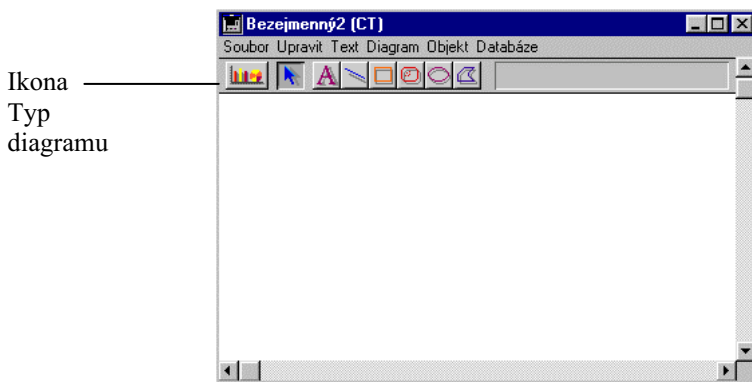 Bezejmenný2 (CT)
Soubor Upravit Text Diagram Objekt Databáze
A
Ikona
Typ
diagramu